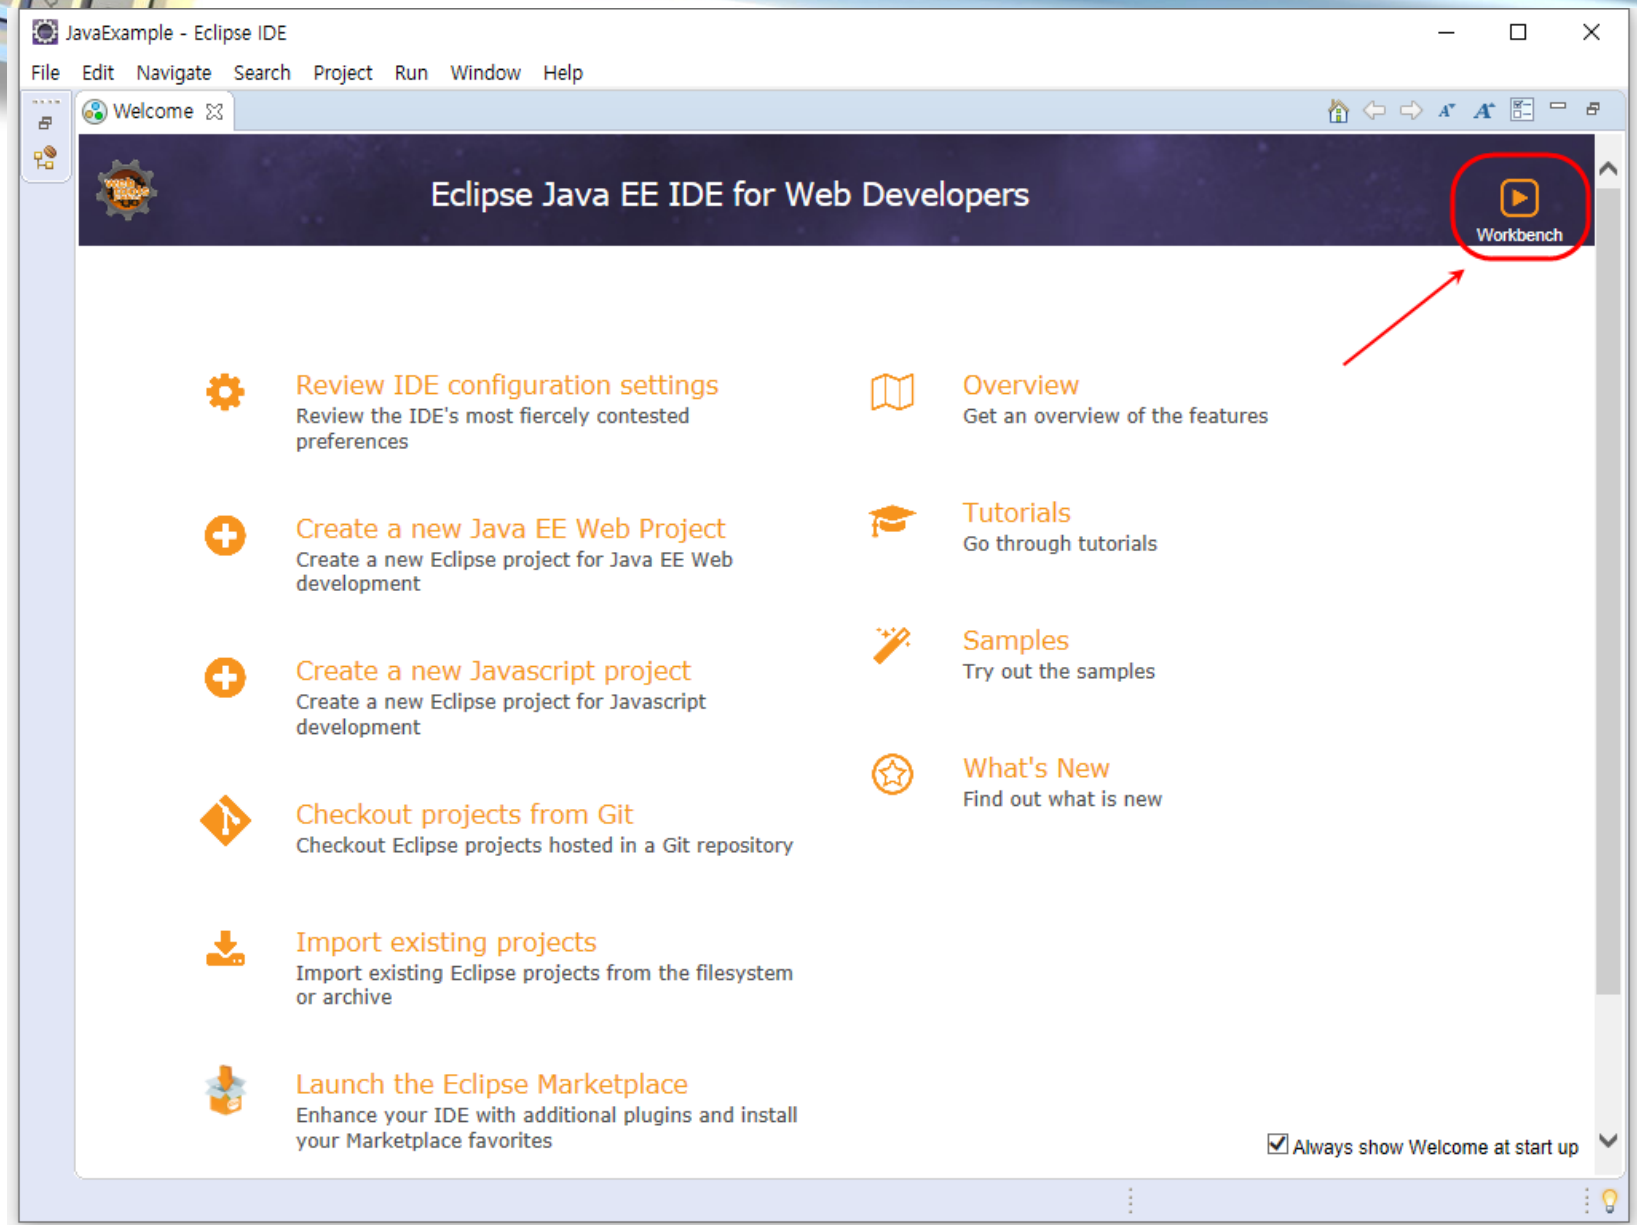 JavaExample - Eclipse IDE
File Edit Navigate Search Project Run Window Help
Welcome
Eclipse Java EE IDE for Web Developers
Workbench
Review IDE configuration settings
Review the IDE's most fiercely contested
preferences
Create a new Java EE Web Project
Create a new Eclipse project for Java EE Web
development
Create a new Javascript project
Create a new Eclipse project for Javascript
development
Checkout projects from Git
Checkout Eclipse projects hosted in a Git repository
Import existing projects
Import existing Eclipse projects from the filesystem
or archive
Launch the Eclipse Marketplace
Enhance your IDE with additional plugins and install
your Marketplace favorites
Overview
Get an overview of the features
Tutorials
Go through tutorials
Samples
Try out the samples
What's New
Find out what is new
Always show Welcome at start up